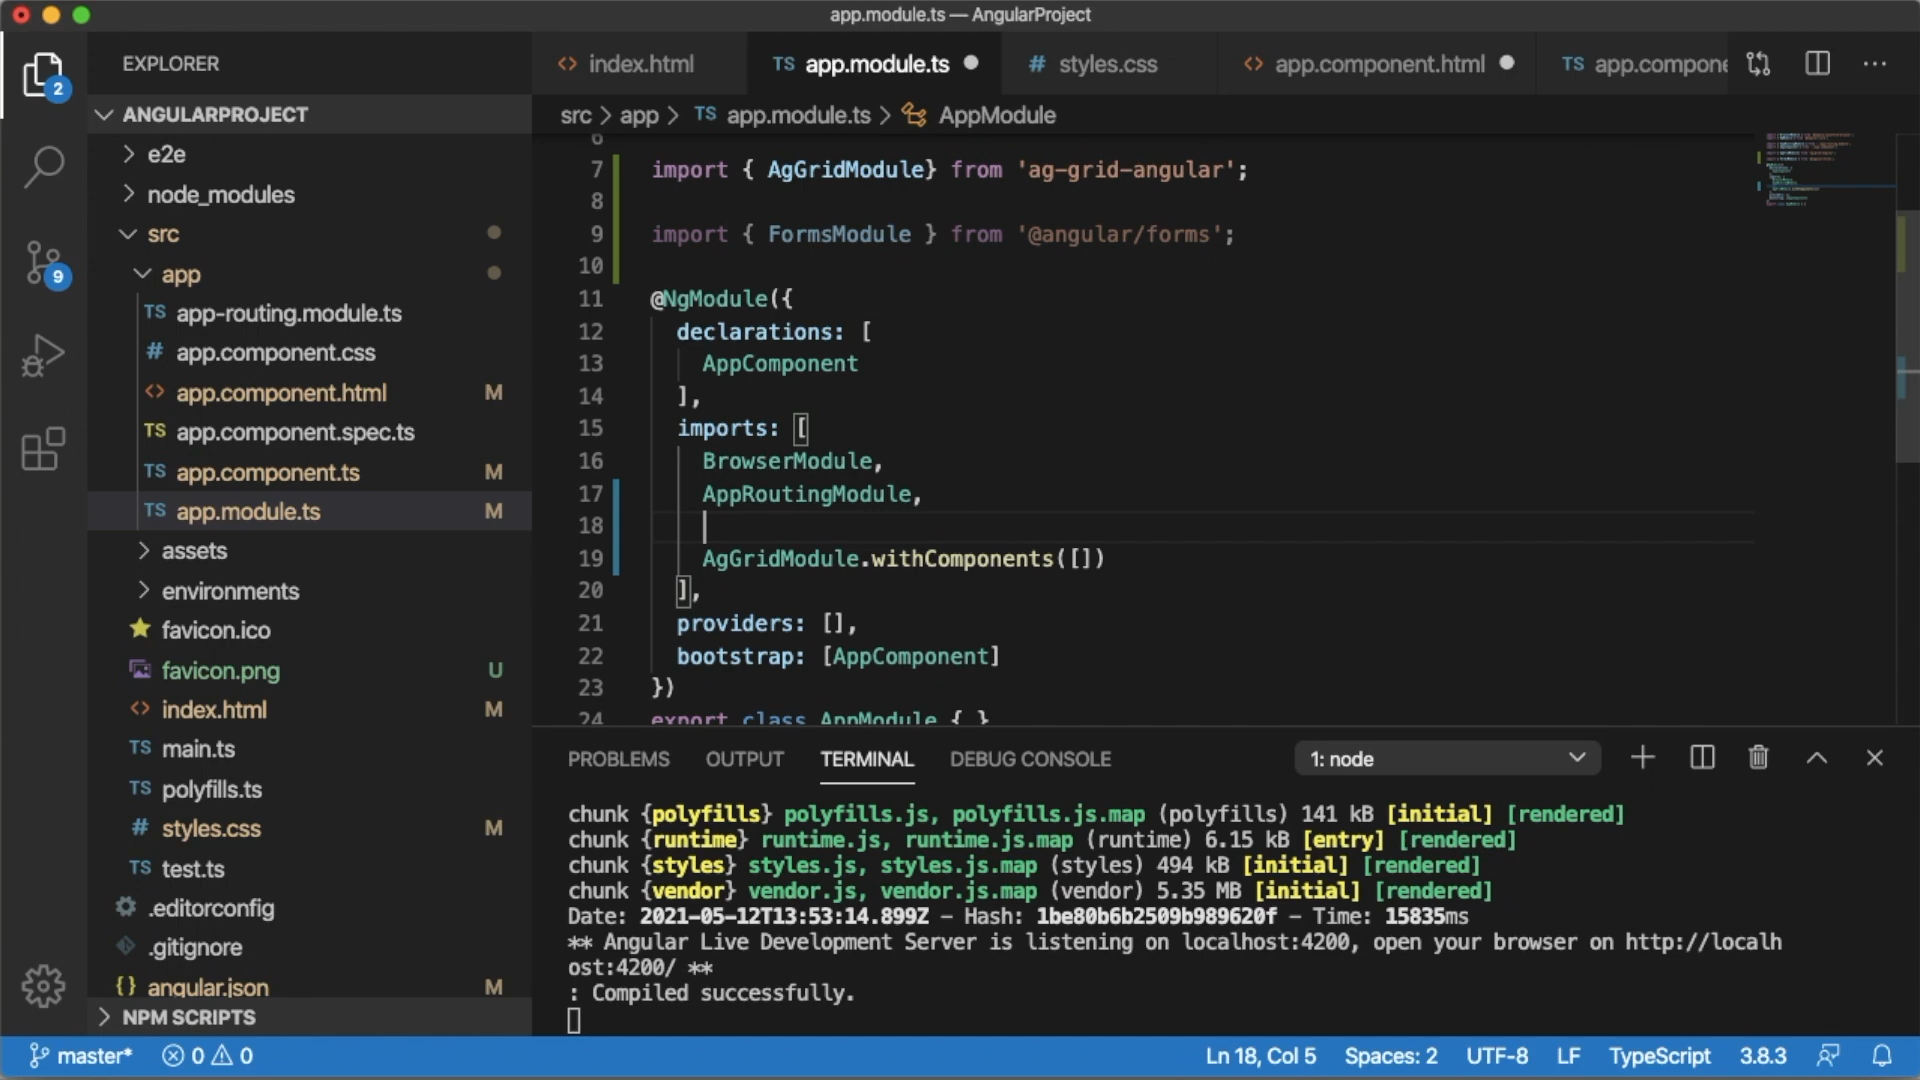 app.module.ts — AngularProject
EXPLORER
index.html
TS app.module.ts
# styles.css
app.component.html
TS app.compone
2
ANGULARPROJECT
src > app > TS app.module.ts > AppModule
e2e
node_modules
src
app
TS app-routing.module.ts
# app.component.css
app.component.html M
TS app.component.spec.ts
TS app.component.ts M
TS app.module.ts M
assets
environments
favicon.ico
favicon.png U
index.html M
TS main.ts
TS polyfills.ts
# styles.css M
TS test.ts
.editorconfig
.gitignore
{} angular.json M
NPM SCRIPTS
9
6
7 import { AgGridModule} from 'ag-grid-angular';
8
9 import { FormsModule } from '@angular/forms';
10
11 @NgModule({
12 declarations: [
13 AppComponent
14 ],
15 imports: [
16 BrowserModule,
17 AppRoutingModule,
18
19 AgGridModule.withComponents([])
20 ],
21 providers: [],
22 bootstrap: [AppComponent]
23 })
24 export class AppModule { }
PROBLEMS OUTPUT TERMINAL DEBUG CONSOLE 1: node
chunk {polyfills} polyfills.js, polyfills.js.map (polyfills) 141 kB [initial] [rendered]
chunk {runtime} runtime.js, runtime.js.map (runtime) 6.15 kB [entry] [rendered]
chunk {styles} styles.js, styles.js.map (styles) 494 kB [initial] [rendered]
chunk {vendor} vendor.js, vendor.js.map (vendor) 5.35 MB [initial] [rendered]
Date: 2021-05-12T13:53:14.899Z – Hash: 1be80b6b2509b989620f – Time: 15835ms
** Angular Live Development Server is listening on localhost:4200, open your browser on http://localh
ost:4200/ **
: Compiled successfully.
master* 0 0 Ln 18, Col 5 Spaces: 2 UTF-8 LF TypeScript 3.8.3